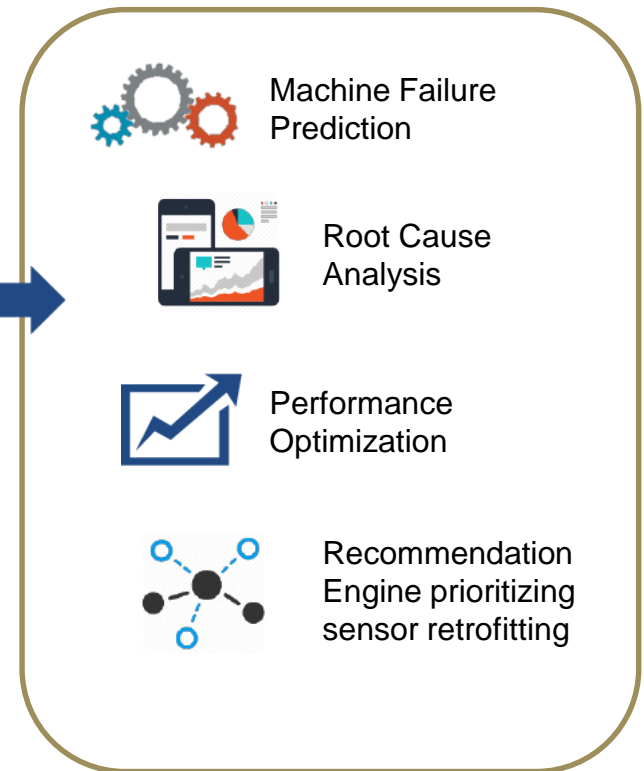 Machine Failure
Prediction
Root Cause
Analysis
Performance
Optimization
Recommendation
Engine prioritizing
sensor retrofitting